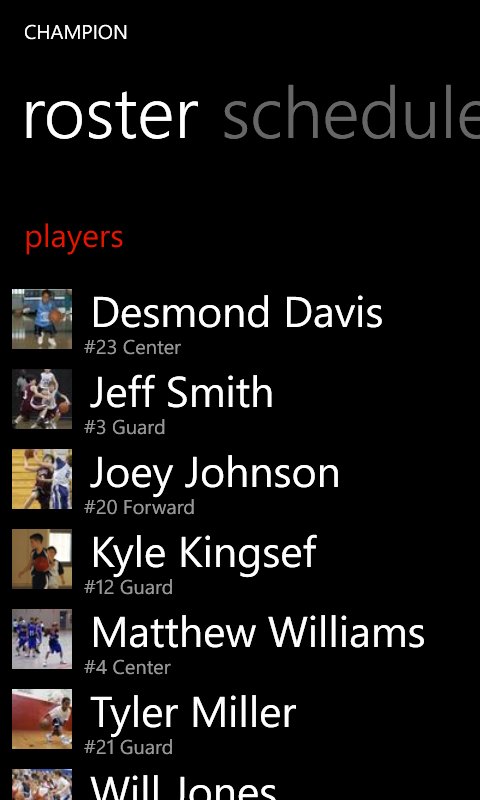 CHAMPION
roster schedule
players
Desmond Davis
#23 Center
Jeff Smith
#3 Guard
Joey Johnson
#20 Forward
Kyle Kingsef
#12 Guard
Matthew Williams
#4 Center
Tyler Miller
#21 Guard
Will Jones